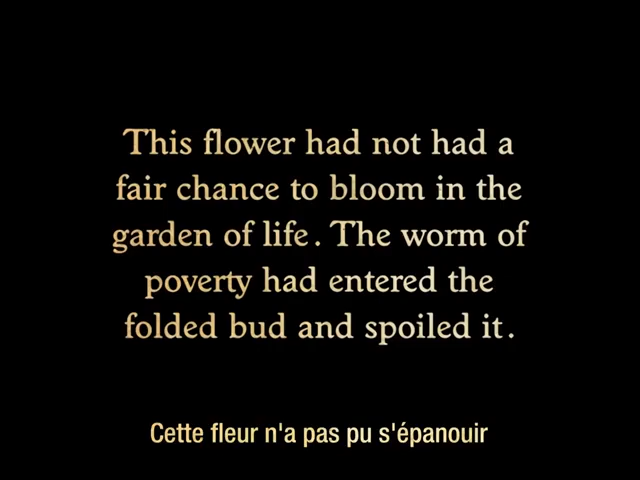 This flower had not had a
fair chance to bloom in the
garden of life. The worm of
poverty had entered the
folded bud and spoiled it.
Cette fleur n'a pas pu s'épanouir